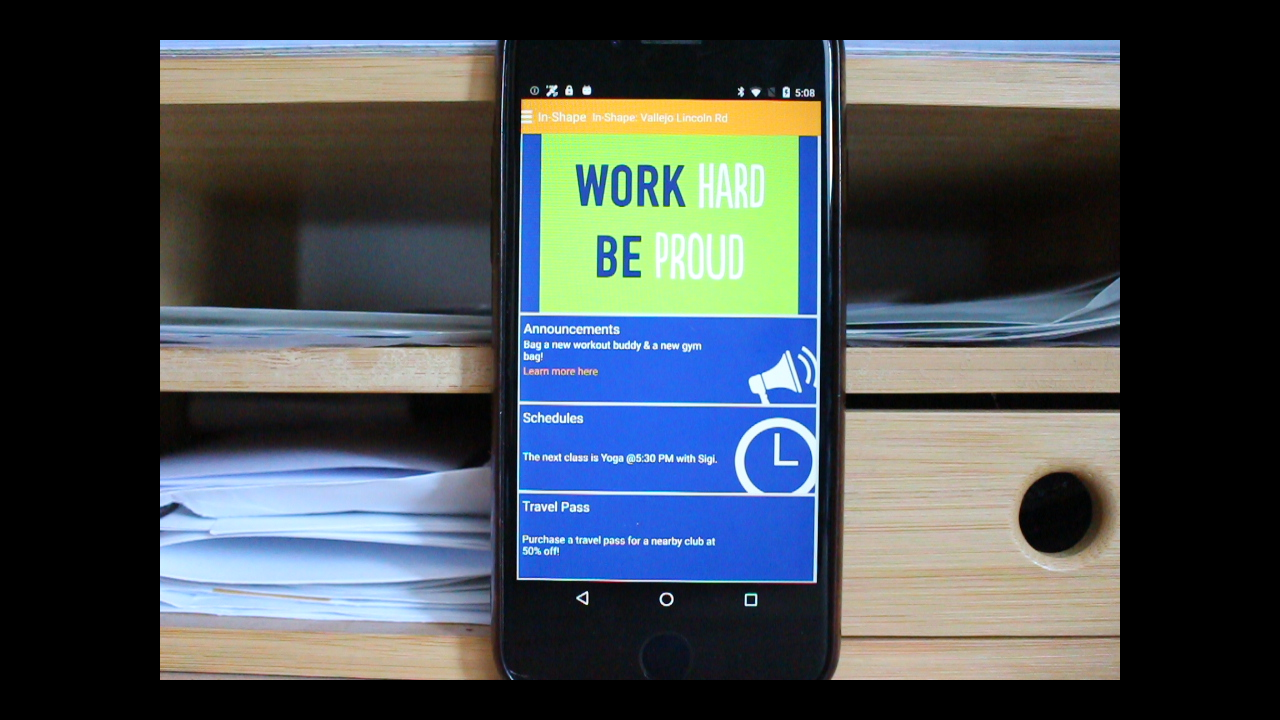 5:08
In-Shape In-Shape: Vallejo Lincoln Rd
WORK HARD
BE PROUD
Announcements
Bag a new workout buddy & a new gym
bag!
Learn more here
Schedules
The next class is Yoga @5:30 PM with Sigi.
Travel Pass
Purchase a travel pass for a nearby club at
50% off!